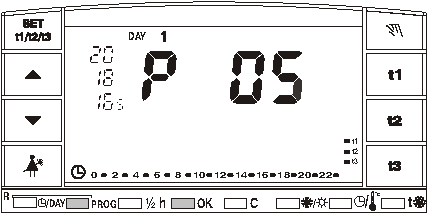 SET
t1/t2/t3
DAY 1
20
18
16 5
P 05
t1
t2
t3
t1
t2
t3
0 2 4 6 8 10 12 14 16 18 20 22
R /DAY PROG ½ h OK C / / t